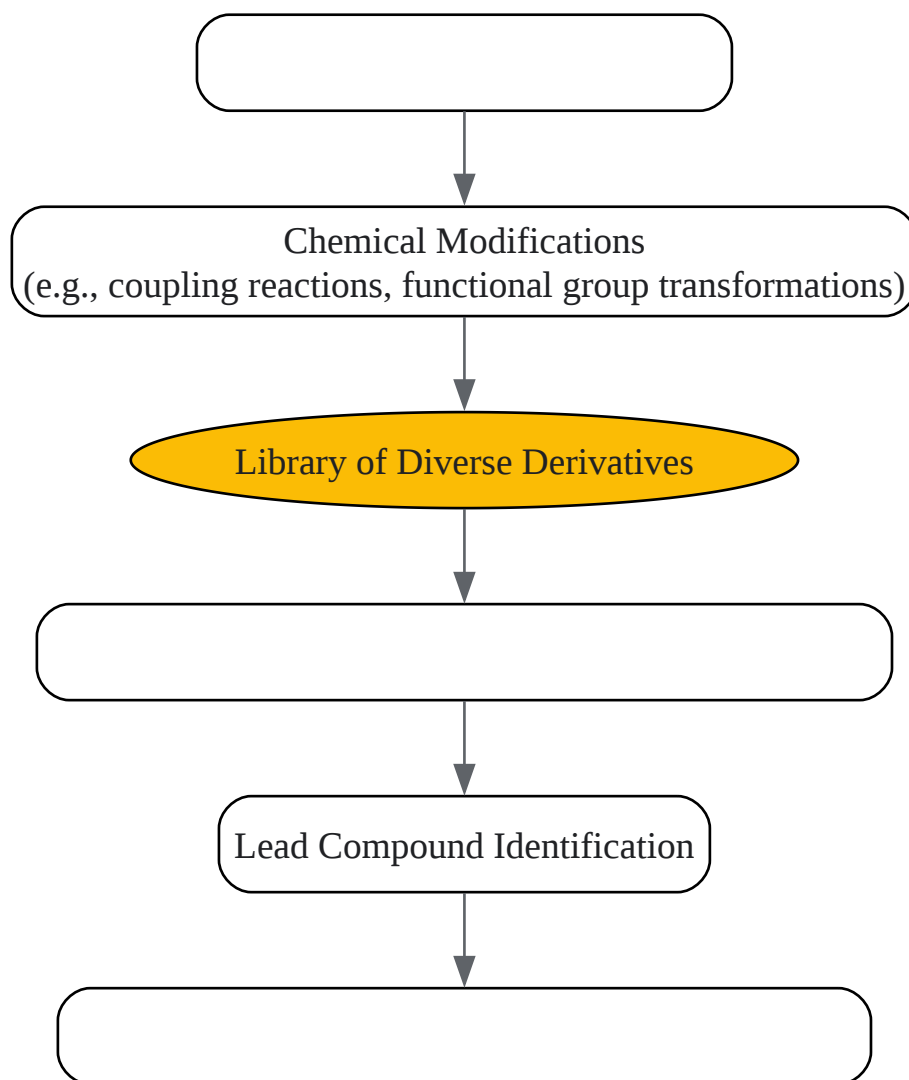 Chemical Modifications
(e.g., coupling reactions, functional group transformations)
Library of Diverse Derivatives
Lead Compound Identification